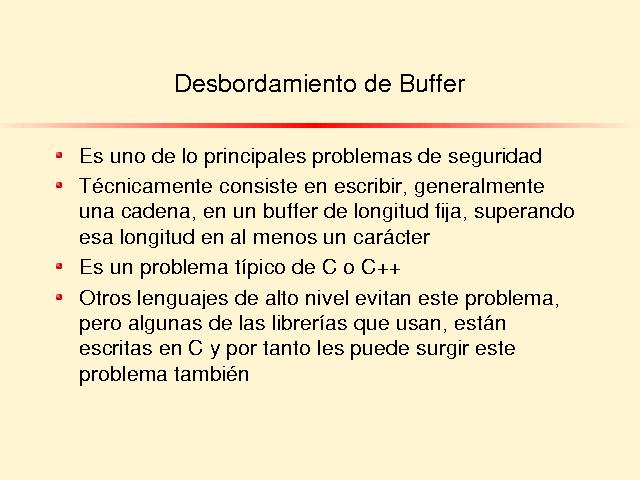 Desbordamiento de Buffer
Es uno de lo principales problemas de seguridad
Técnicamente consiste en escribir, generalmente
una cadena, en un buffer de longitud fija, superando
esa longitud en al menos un carácter
Es un problema típico de C o C++
Otros lenguajes de alto nivel evitan este problema,
pero algunas de las librerías que usan, están
escritas en C y por tanto les puede surgir este
problema también